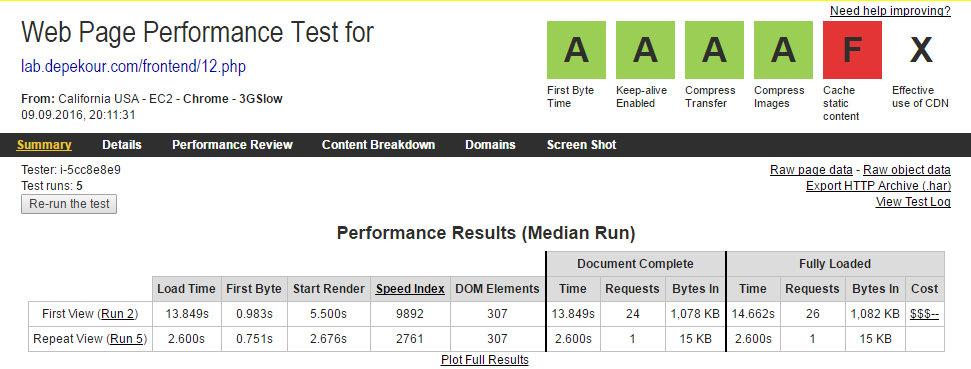 Need help improving?
Web Page Performance Test for
lab.depekour.com/frontend/12.php
From: California USA - EC2 - Chrome - 3GSlow
09.09.2016, 20:11:31
A A A A F X
First Byte Time
Keep-alive Enabled
Compress Transfer
Compress Images
Cache static content
Effective use of CDN
Summary Details Performance Review Content Breakdown Domains Screen Shot
Tester: i-5cc8e8e9
Test runs: 5
Re-run the test
Raw page data - Raw object data
Export HTTP Archive (.har)
View Test Log
Performance Results (Median Run)
Document Complete Fully Loaded
Load Time First Byte Start Render Speed Index DOM Elements Time Requests Bytes In Time Requests Bytes In Cost
First View (Run 2) 13.849s 0.983s 5.500s 9892 307 13.849s 24 1,078 KB 14.662s 26 1,082 KB $$$--
Repeat View (Run 5) 2.600s 0.751s 2.676s 2761 307 2.600s 1 15 KB 2.600s 1 15 KB
Plot Full Results